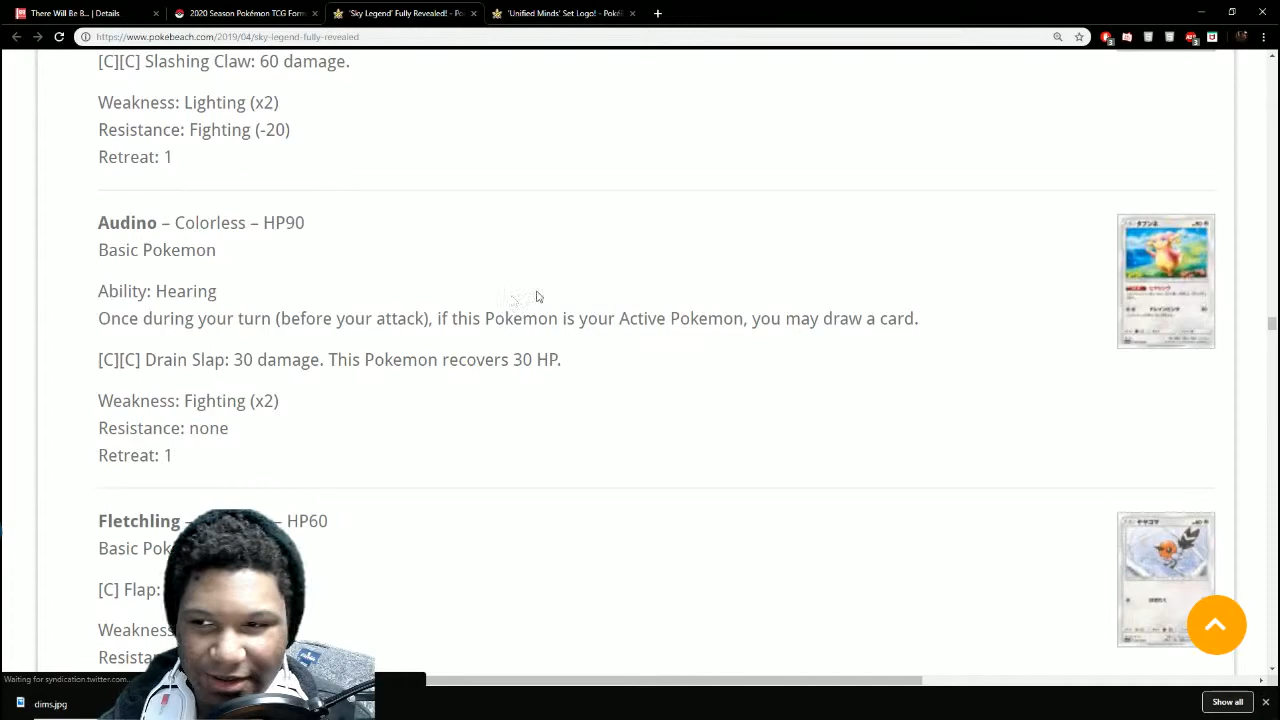 There Will Be B... | Details
2020 Season Pokémon TCG Form
'Sky Legend' Fully Revealed! - Po
'Unified Minds' Set Logo! - Poké
https://www.pokebeach.com/2019/04/sky-legend-fully-revealed
[C][C] Slashing Claw: 60 damage.
Weakness: Lighting (x2)
Resistance: Fighting (-20)
Retreat: 1
Audino – Colorless – HP90
Basic Pokemon
Ability: Hearing
Once during your turn (before your attack), if this Pokemon is your Active Pokemon, you may draw a card.
[C][C] Drain Slap: 30 damage. This Pokemon recovers 30 HP.
Weakness: Fighting (x2)
Resistance: none
Retreat: 1
Fletchling – – HP60
Basic Pok
[C] Flap:
Weakness
Resista
Waiting for syndication.twitter.com...
dims.jpg
Show all